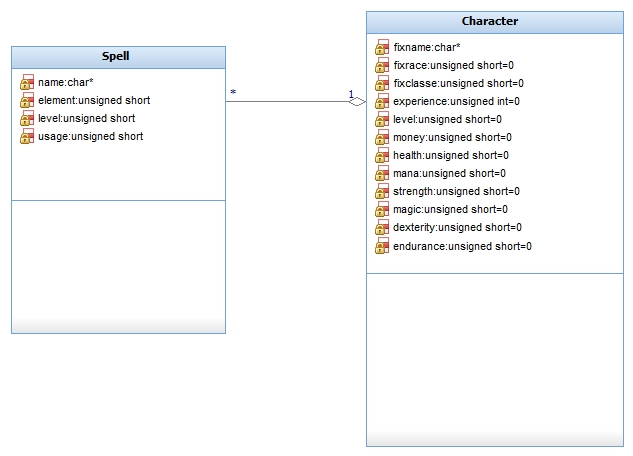 Spell
name:char*
element:unsigned short
level:unsigned short
usage:unsigned short
* 1
Character
fixname:char*
fixrace:unsigned short=0
fixclasse:unsigned short=0
experience:unsigned int=0
level:unsigned short=0
money:unsigned short=0
health:unsigned short=0
mana:unsigned short=0
strength:unsigned short=0
magic:unsigned short=0
dexterity:unsigned short=0
endurance:unsigned short=0